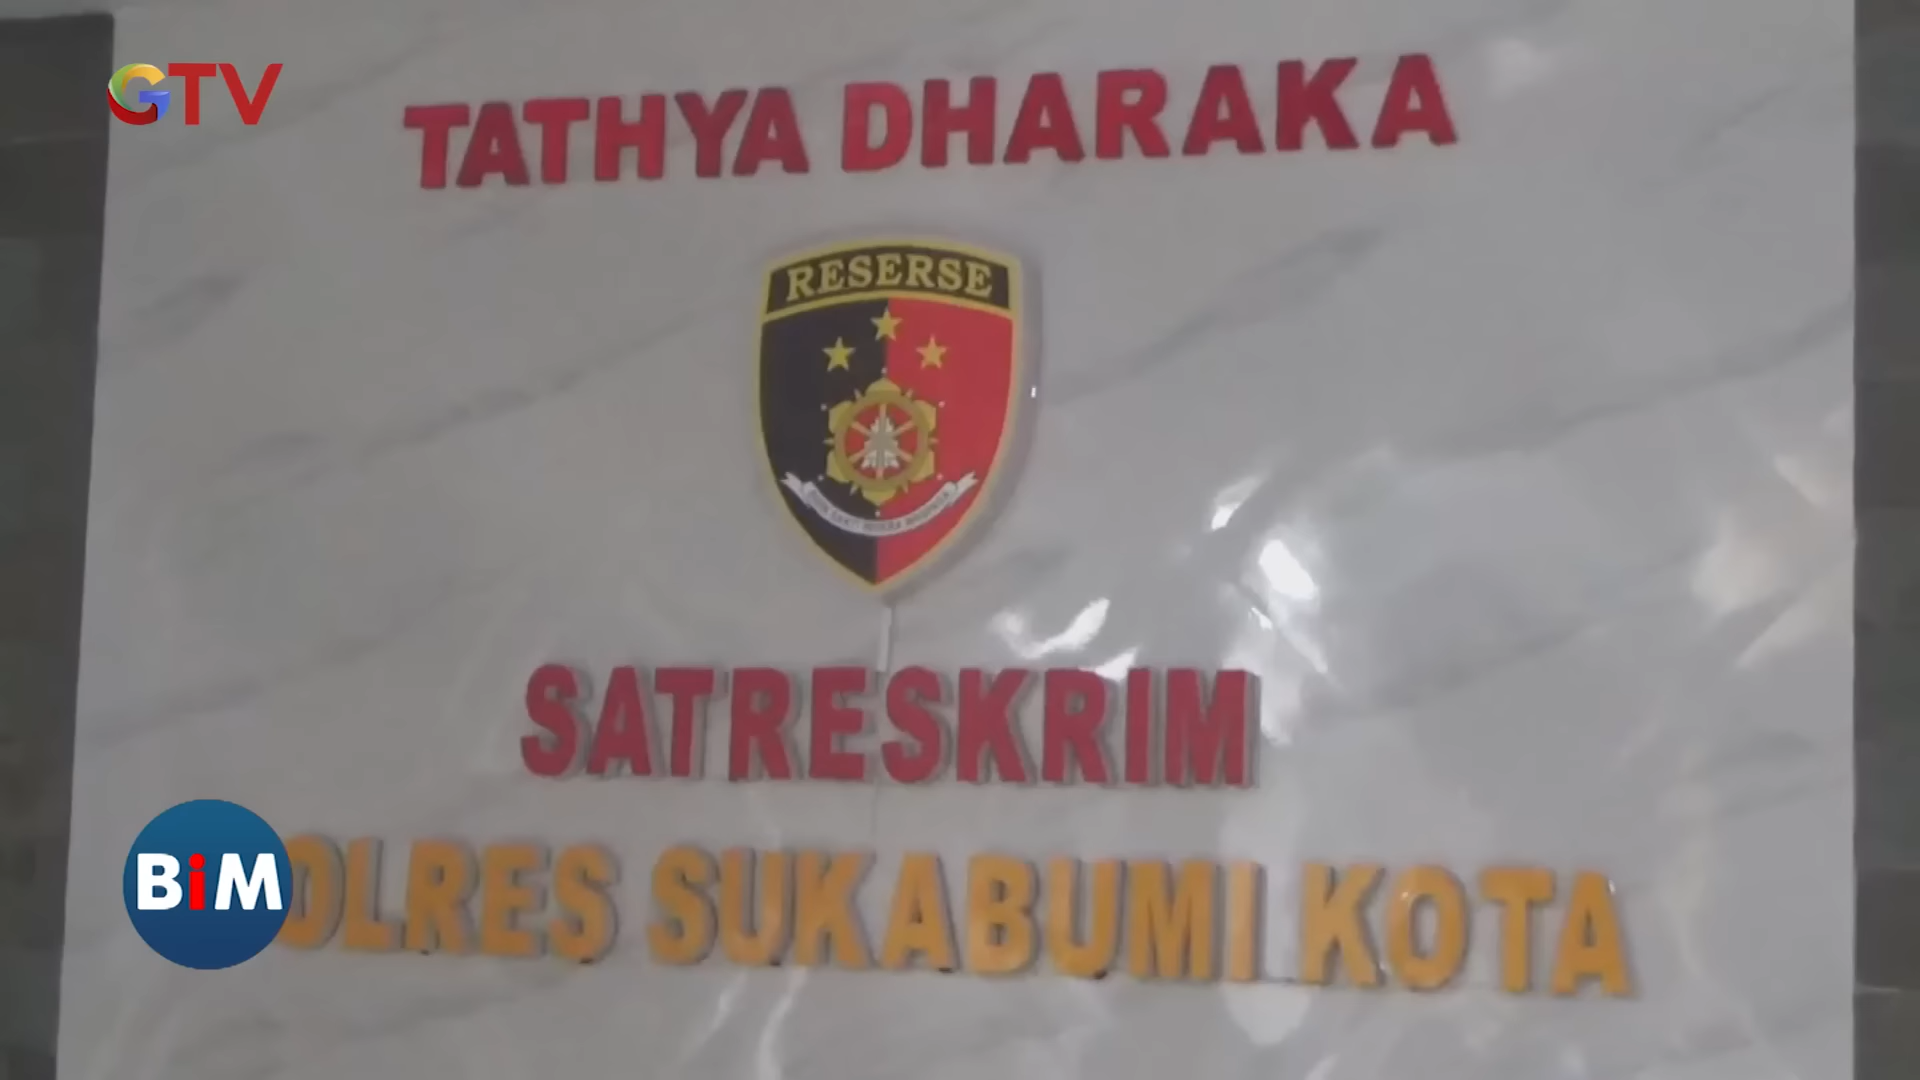 GTV
TATHYA DHARAKA
RESERSE
SATRESKRIM
BiM
OLRES SUKABUMI KOTA